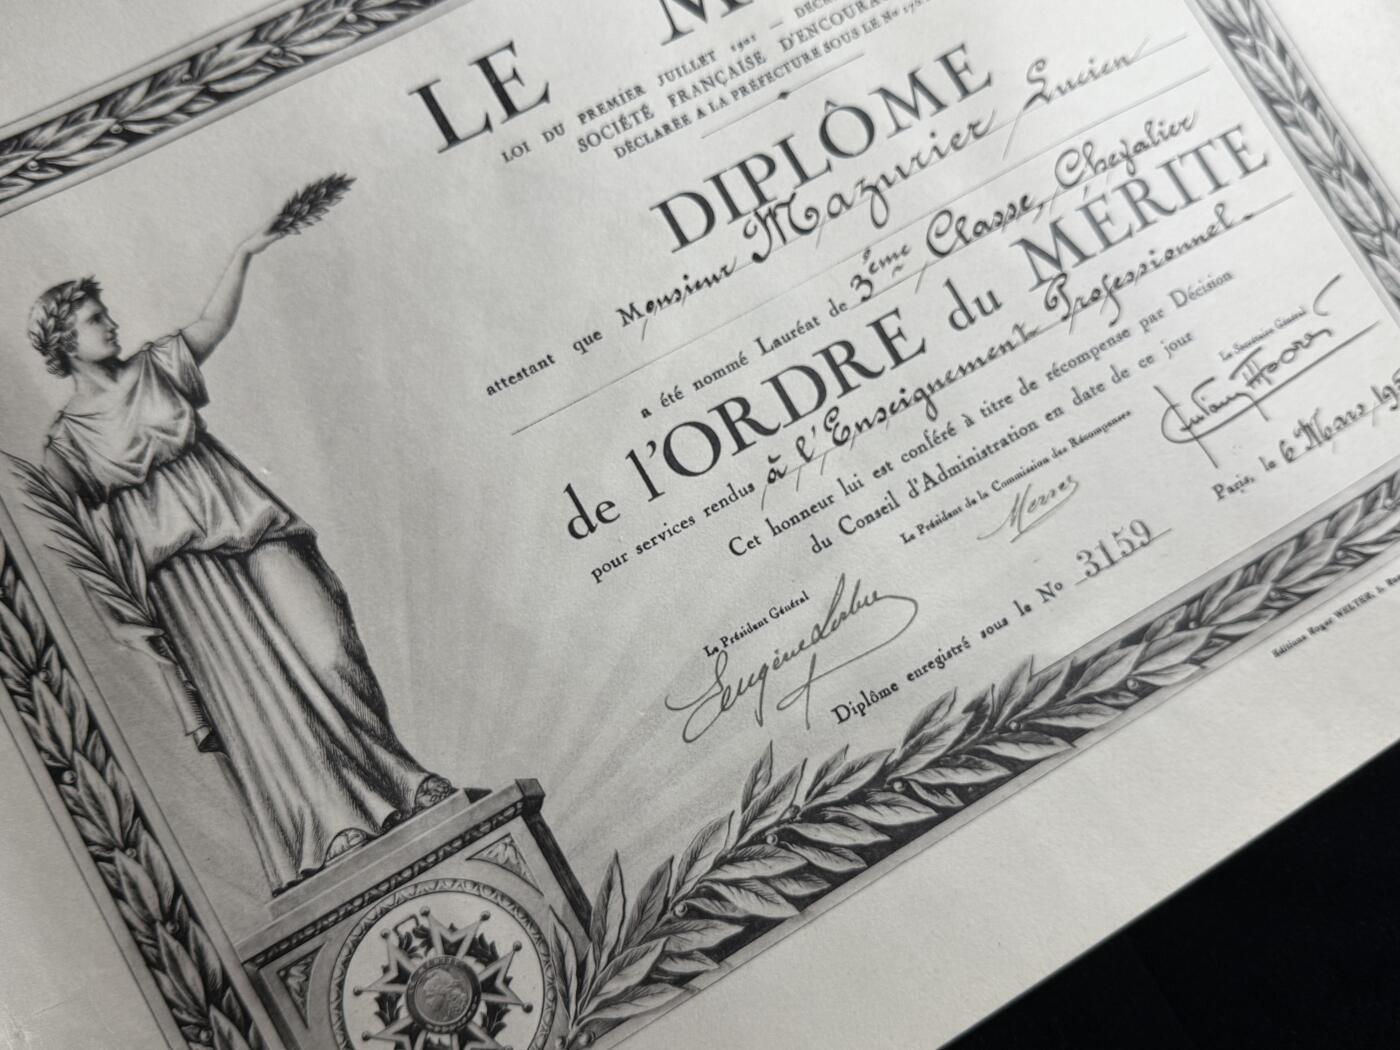 LE M
LOI DU PREMIER JUILLET 1901 —
SOCIÉTÉ FRANÇAISE
DÉCLARÉE A LA PRÉFECTURE SOUS LE No
DIPLÔME
attestant que Monsieur Mazurier Lucien
a été nommé Lauréat de 3ème Classe, Chevalier
de l'ORDRE du MÉRITE
pour services rendus à l'Enseignement Professionnel.
Cet honneur lui est conféré à titre de récompense par Décision
du Conseil d'Administration en date de ce jour
Le Président de la Commission des Récompenses
Le Secrétaire Général
Paris, le 6 Mars
Le Président Général
Diplôme enregistré sous le No 3159
Editions Roger WELTER,